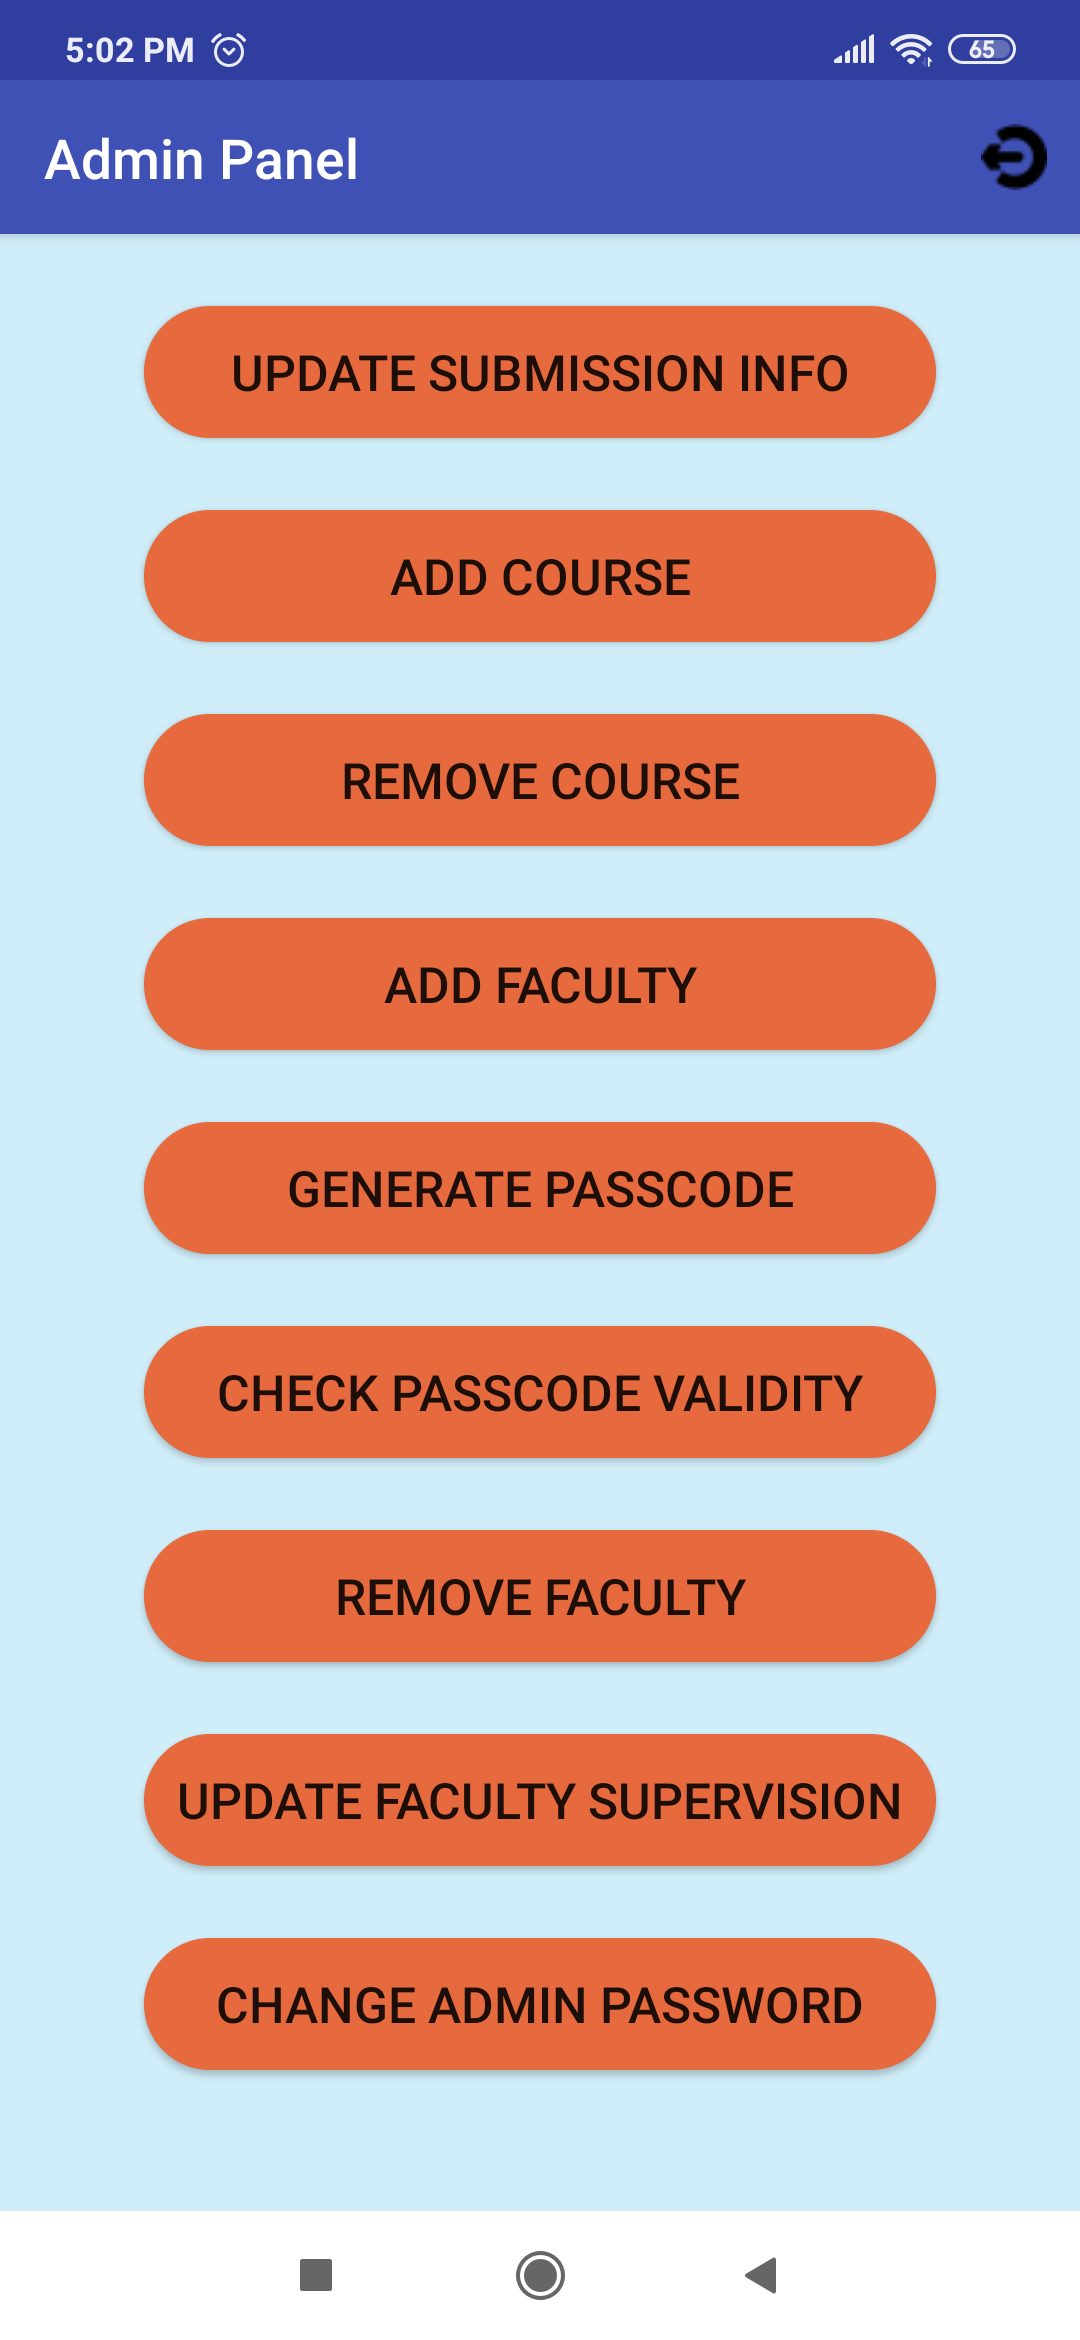 5:02 PM
65
Admin Panel
UPDATE SUBMISSION INFO
ADD COURSE
REMOVE COURSE
ADD FACULTY
GENERATE PASSCODE
CHECK PASSCODE VALIDITY
REMOVE FACULTY
UPDATE FACULTY SUPERVISION
CHANGE ADMIN PASSWORD